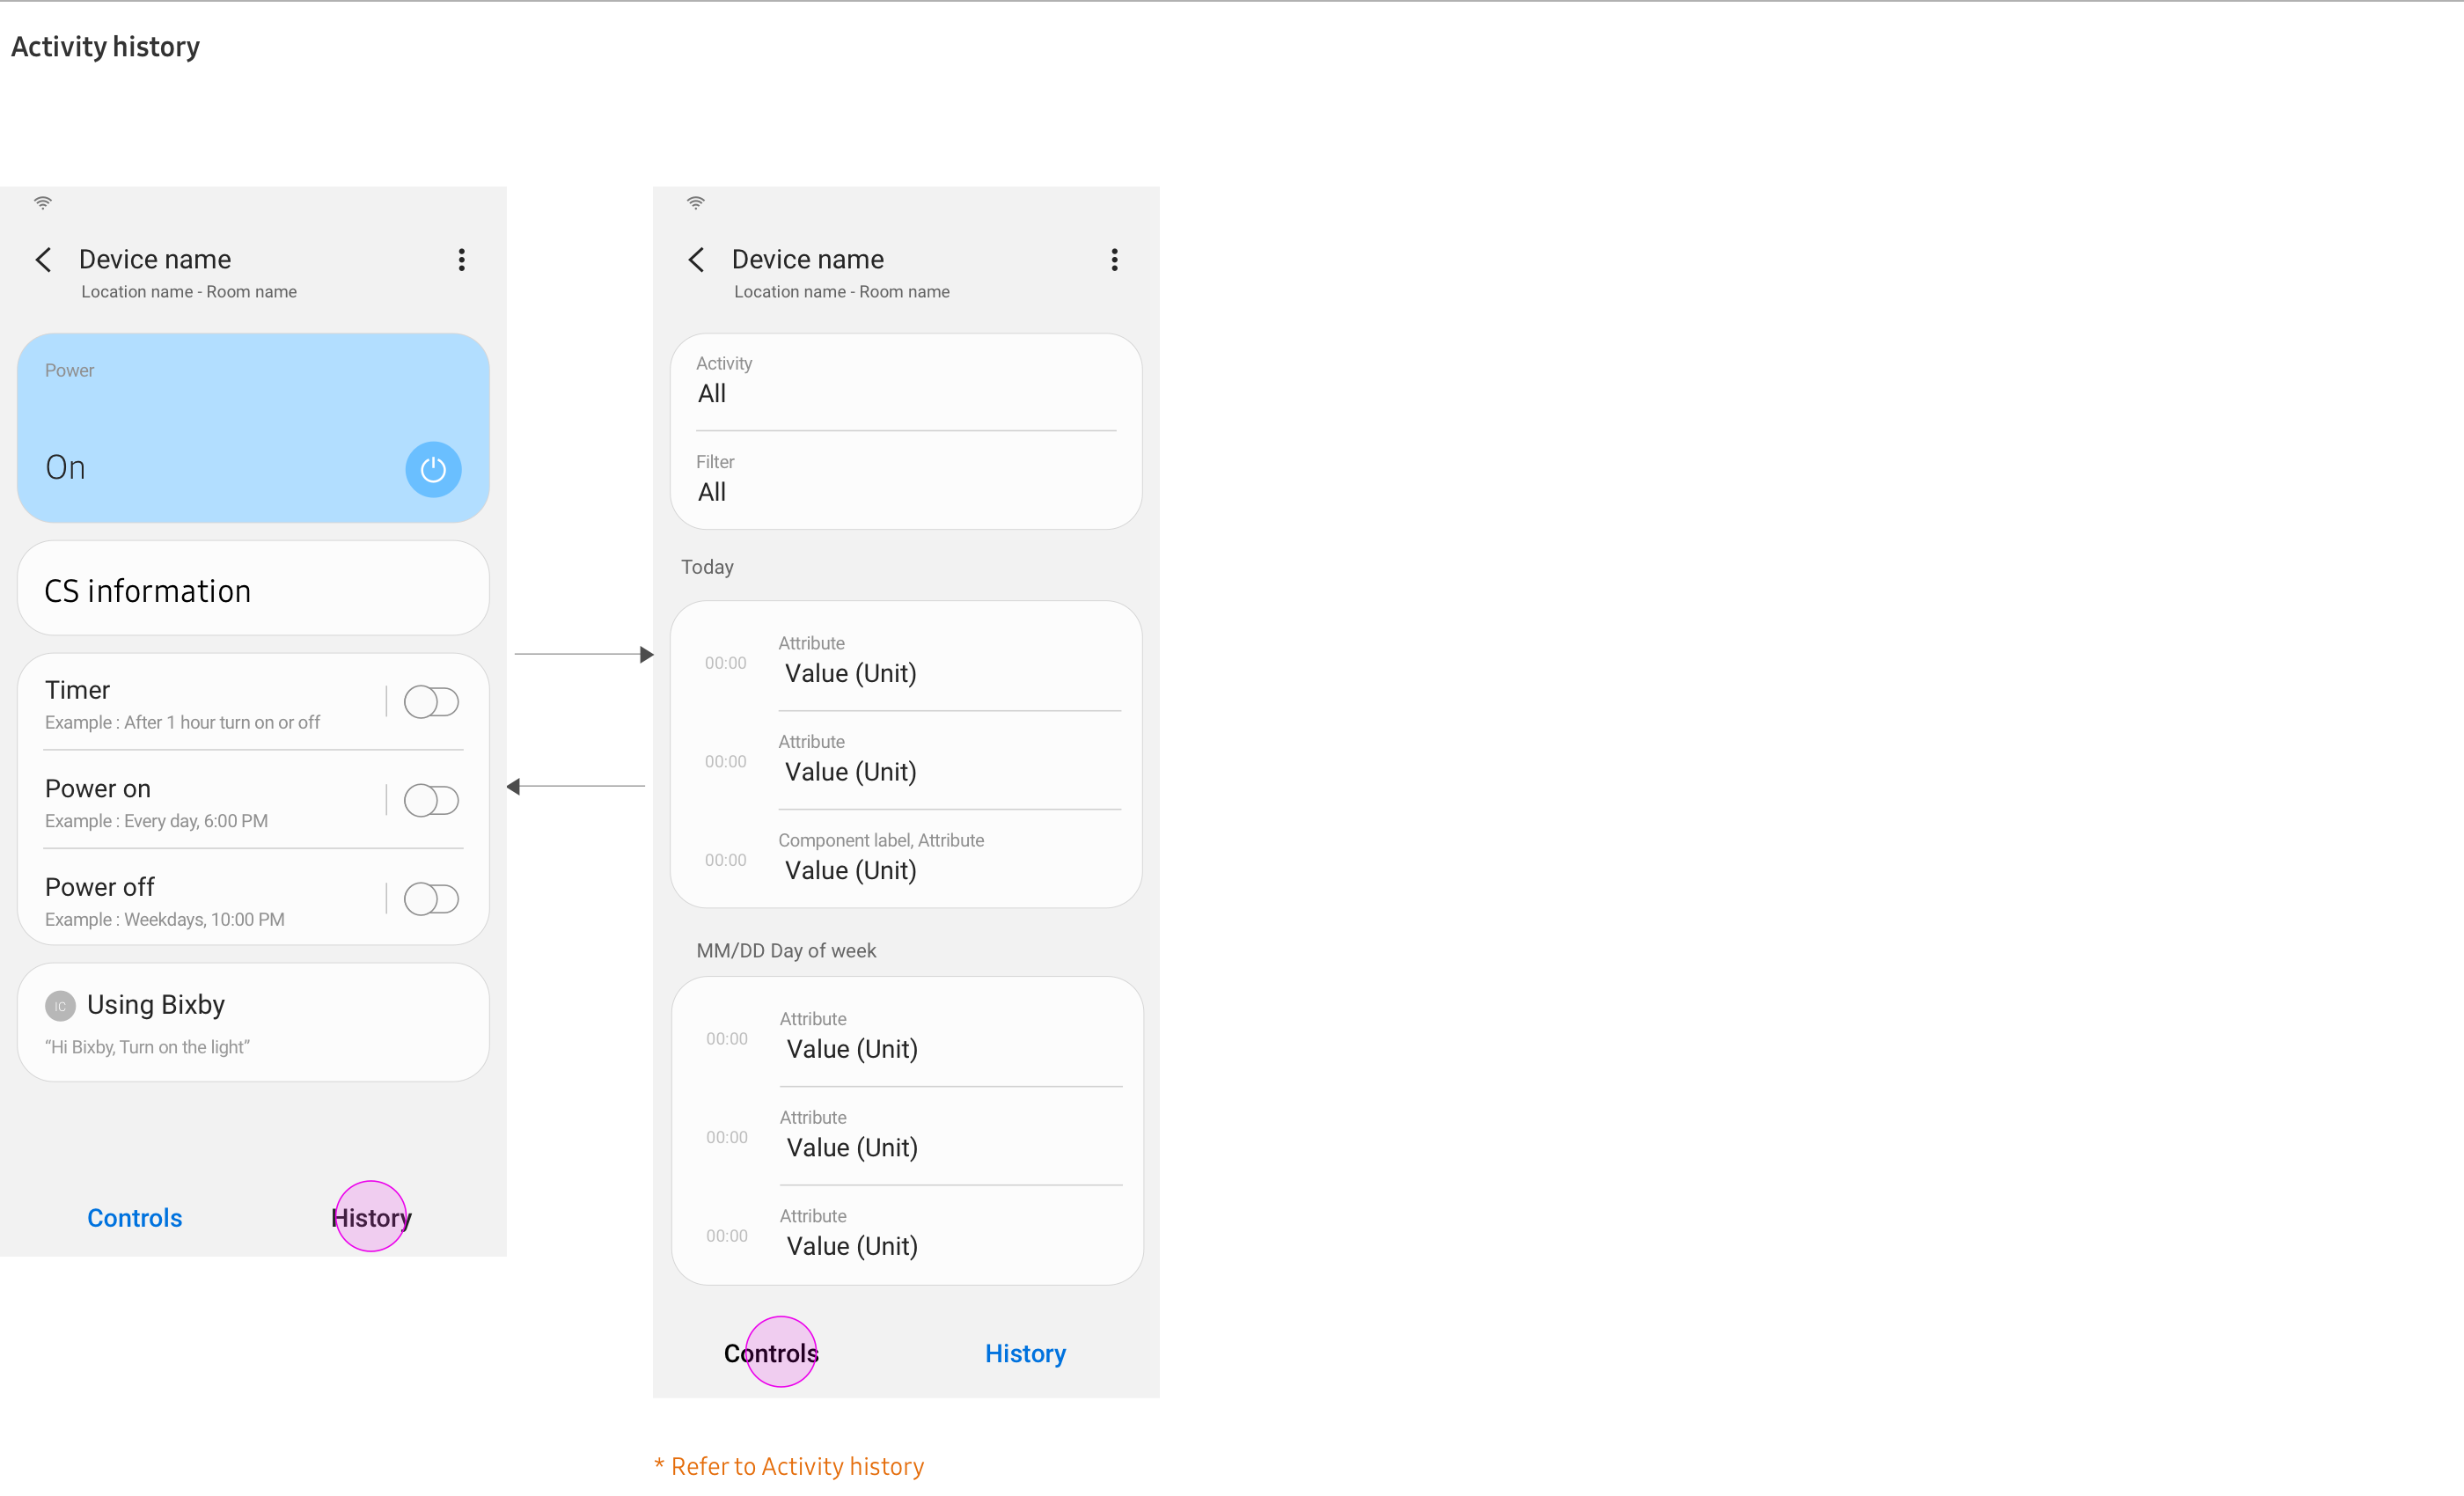 Activity history
Device name
Location name - Room name
Power
On
CS information
Timer
Example : After 1 hour turn on or off
Power on
Example : Every day, 6:00 PM
Power off
Example : Weekdays, 10:00 PM
IC Using Bixby
“Hi Bixby, Turn on the light”
Controls History
Device name
Location name - Room name
Activity
All
Filter
All
Today
Attribute
00:00 Value (Unit)
Attribute
00:00 Value (Unit)
Component label, Attribute
00:00 Value (Unit)
MM/DD Day of week
Attribute
00:00 Value (Unit)
Attribute
00:00 Value (Unit)
Attribute
00:00 Value (Unit)
Controls History
* Refer to Activity history